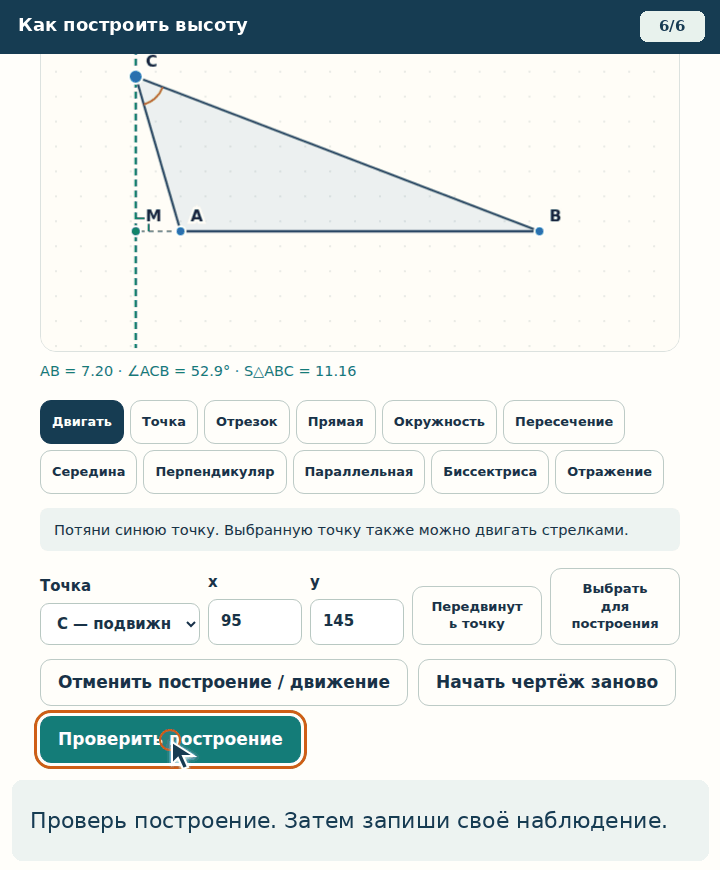 Как построить высоту
6/6
C
M
A
B
AB = 7.20 · ∠ACB = 52.9° · S△ABC = 11.16
Двигать
Точка
Отрезок
Прямая
Окружность
Пересечение
Середина
Перпендикуляр
Параллельная
Биссектриса
Отражение
Потяни синюю точку. Выбранную точку также можно двигать стрелками.
Точка
x
y
C — подвижн
95
145
Передвинут
ь точку
Выбрать
для
построения
Отменить построение / движение
Начать чертёж заново
Проверить построение
Проверь построение. Затем запиши своё наблюдение.